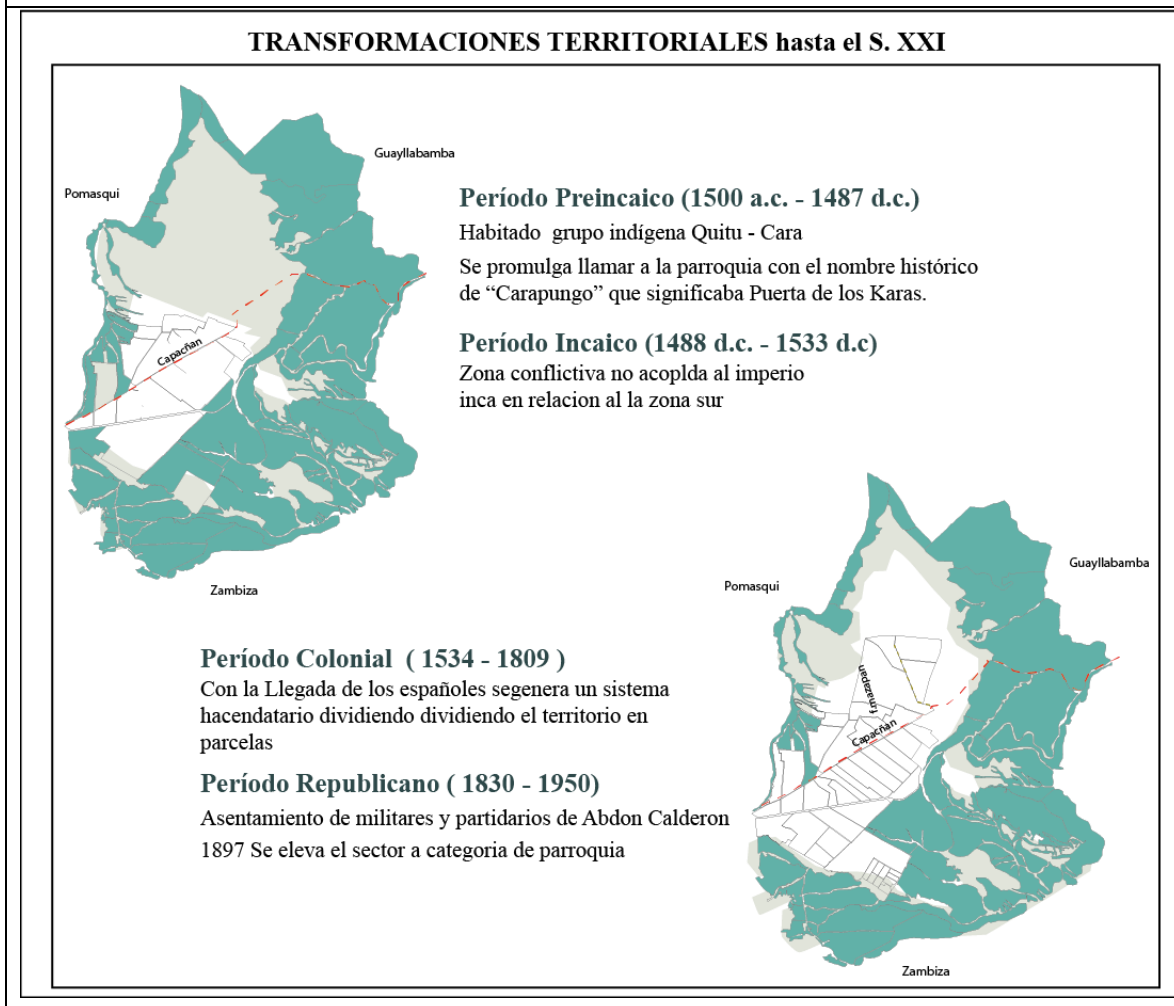 TRANSFORMACIONES TERRITORIALES hasta el S. XXI
Guayllabamba
Pomasqui
Capacñan
Zambiza
Período Preincaico (1500 a.c. - 1487 d.c.)
Habitado grupo indígena Quitu - Cara
Se promulga llamar a la parroquia con el nombre histórico
de “Carapungo” que significaba Puerta de los Karas.
Período Incaico (1488 d.c. - 1533 d.c)
Zona conflictiva no acoplda al imperio
inca en relacion al la zona sur
Guayllabamba
Pomasqui
f.mazapan
Capacñan
Zambiza
Período Colonial ( 1534 - 1809 )
Con la Llegada de los españoles segenera un sistema
hacendatario dividiendo dividiendo el territorio en
parcelas
Período Republicano ( 1830 - 1950)
Asentamiento de militares y partidarios de Abdon Calderon
1897 Se eleva el sector a categoria de parroquia